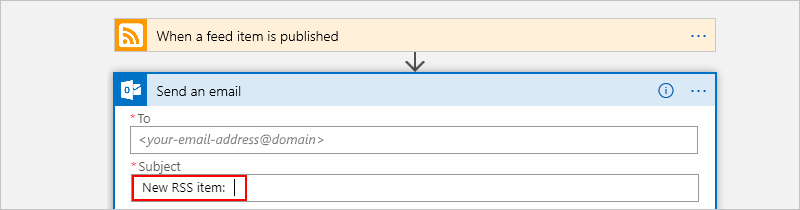 When a feed item is published
Send an email
* To
<your-email-address@domain>
* Subject
New RSS item: